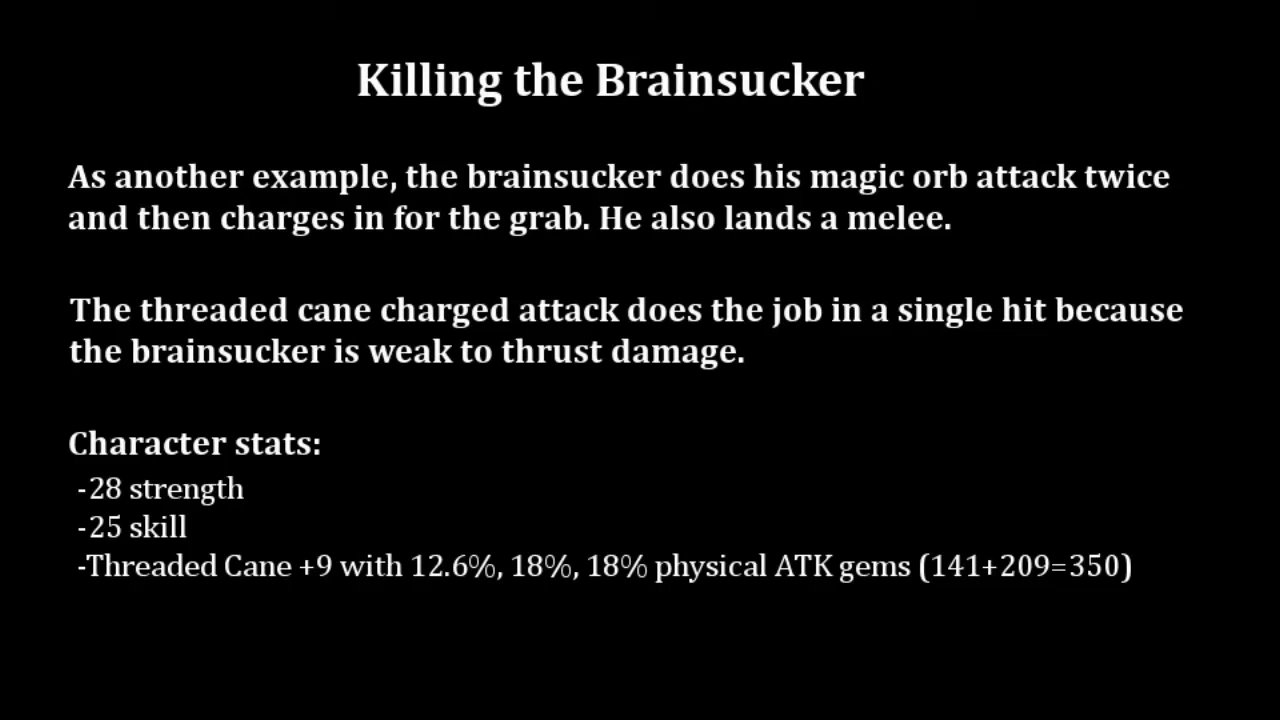 Killing the Brainsucker
As another example, the brainsucker does his magic orb attack twice
and then charges in for the grab. He also lands a melee.
The threaded cane charged attack does the job in a single hit because
the brainsucker is weak to thrust damage.
Character stats:
-28 strength
-25 skill
-Threaded Cane +9 with 12.6%, 18%, 18% physical ATK gems (141+209=350)